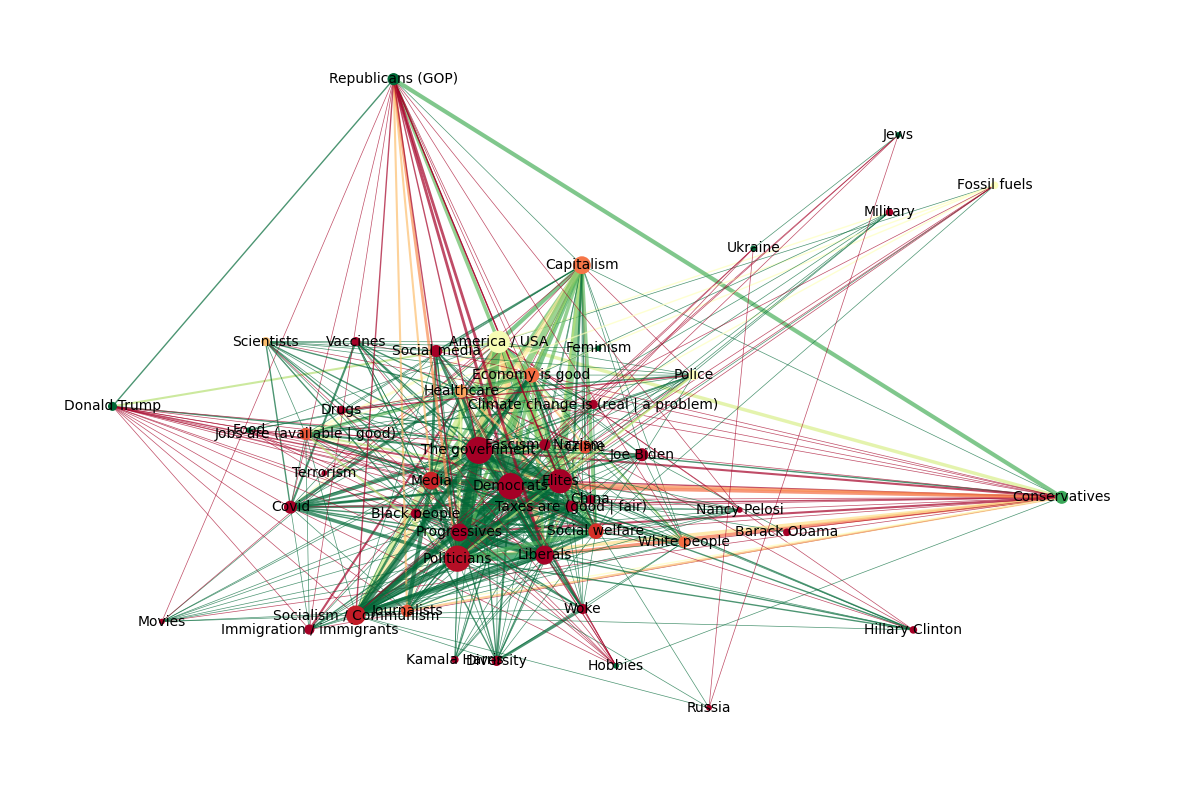 Republicans (GOP)
Jews
Fossil fuels
Military
Ukraine
Capitalism
Scientists
Vaccines
America / USA
Social media
Feminism
Economy is good
Police
Healthcare
Climate change is (real | a problem)
Donald Trump
Drugs
Food
Jobs are (available | good)
Fascism / Nazism
Crime
The government
Joe Biden
Terrorism
Media
Elites
Democrats
Conservatives
China
Covid
Taxes are (good | fair)
Nancy Pelosi
Black people
Progressives
Social welfare
Barack Obama
White people
Politicians
Liberals
Woke
Journalists
Socialism / Communism
Movies
Immigration / Immigrants
Hillary Clinton
Kamala Harris
Diversity
Hobbies
Russia